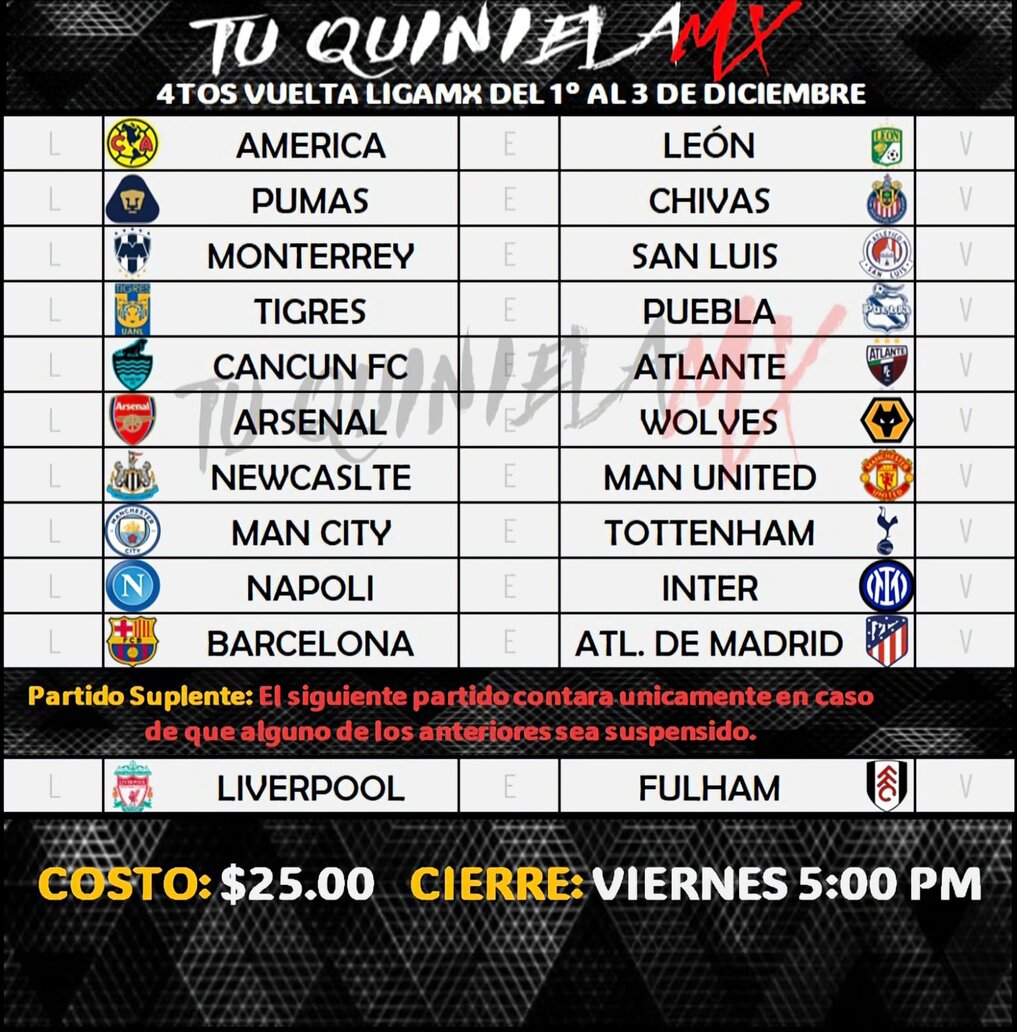 TU QUINIELAMX
4TOS VUELTA LIGAMX DEL 1° AL 3 DE DICIEMBRE
L AMERICA E LEÓN V
L PUMAS E CHIVAS V
L MONTERREY E SAN LUIS V
L TIGRES E PUEBLA V
L CANCUN FC E ATLANTE V
L ARSENAL E WOLVES V
L NEWCASLTE E MAN UNITED V
L MAN CITY E TOTTENHAM V
L NAPOLI E INTER V
L BARCELONA E ATL. DE MADRID V
TU QUINIELAMX
Partido Suplente: El siguiente partido contara unicamente en caso
de que alguno de los anteriores sea suspensido.
L LIVERPOOL E FULHAM V
COSTO: $25.00 CIERRE: VIERNES 5:00 PM